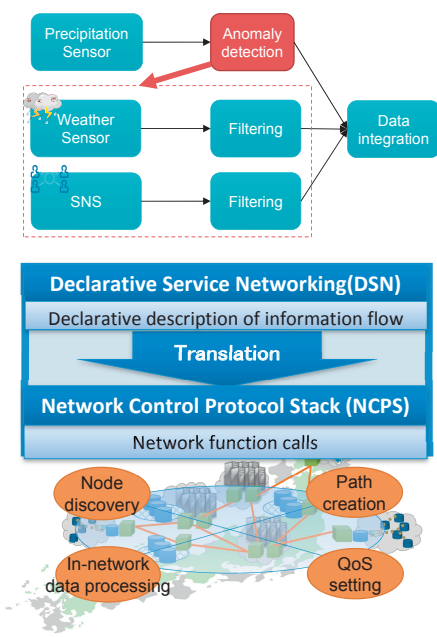 Precipitation
Sensor
Anomaly
detection
Weather
Sensor
Filtering
Data
integration
SNS
Filtering
Declarative Service Networking(DSN)
Declarative description of information flow
Translation
Network Control Protocol Stack (NCPS)
Network function calls
Node
discovery
Path
creation
In-network
data processing
QoS
setting